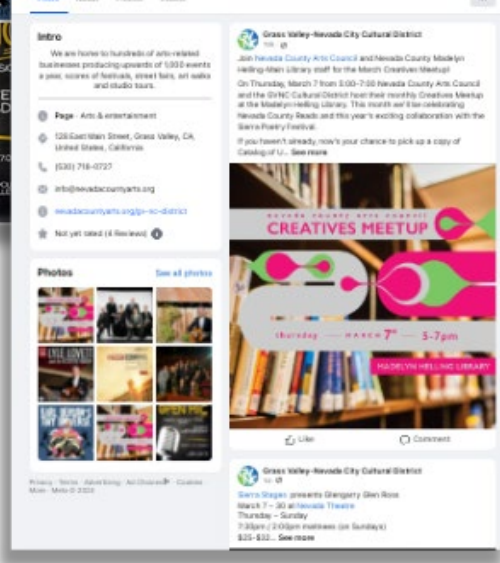 Intro
We are home to hundreds of arts-related
businesses producing upwards of 1,000 events
a year, scores of festivals, street fairs, art walks
and studio tours.
Page · Arts & entertainment
128 East Main Street, Grass Valley, CA,
United States, California
(530) 718-0727
info@nevadacountyarts.org
nevadacountyarts.org/gv-nc-district
Not yet rated (6 Reviews)
Photos
See all photos
LYLE LOVETT
OPEN MIC
Privacy · Terms · Advertising · Ad Choices · Cookies ·
More · Meta © 2024
Grass Valley-Nevada City Cultural District
Join Nevada County Arts Council and Nevada County Madelyn
Helling-Main Library staff for the March Creatives Meetup!
On Thursday, March 7 from 5:00-7:00 Nevada County Arts Council
and the GVNC Cultural District host their monthly Creatives Meetup
at the Madelyn Helling Library. This month we'll be celebrating
Nevada County Reads and this year's exciting collaboration with the
Sierra Poetry Festival.
If you haven't already, now's your chance to pick up a copy of
Catalog of U... See more
nevada county arts council
CREATIVES MEETUP
thursday — MARCH 7th — 5-7pm
MADELYN HELLING LIBRARY
Like
Comment
Grass Valley-Nevada City Cultural District
Sierra Stages presents Glengarry Glen Ross
March 7 – 30 at Nevada Theatre
Thursday – Sunday
7:30pm / 2:00pm matinees (on Sundays)
$25-$32... See more